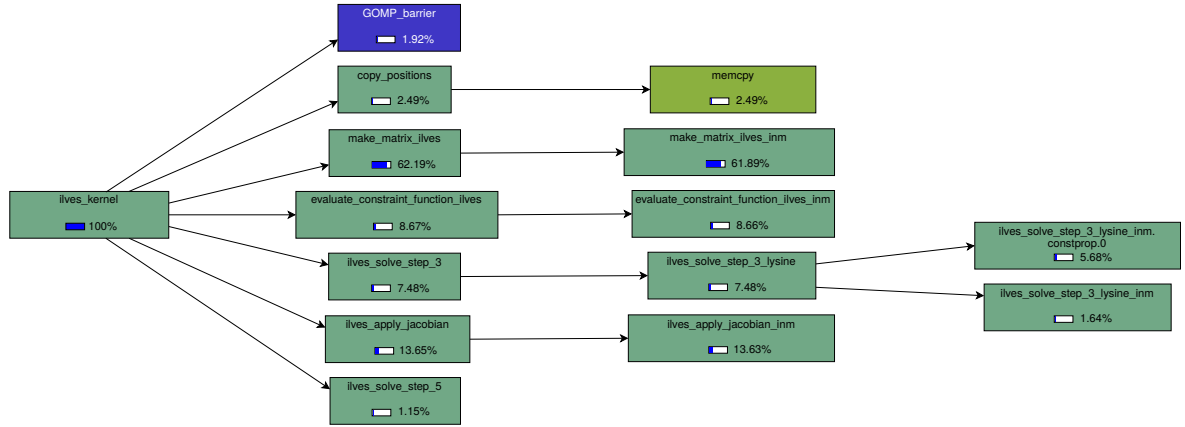 GOMP_barrier
1.92%
copy_positions
2.49%
memcpy
2.49%
make_matrix_ilves
62.19%
make_matrix_ilves_inm
61.89%
ilves_kernel
100%
evaluate_constraint_function_ilves
8.67%
evaluate_constraint_function_ilves_inm
8.66%
ilves_solve_step_3
7.48%
ilves_solve_step_3_lysine
7.48%
ilves_solve_step_3_lysine_inm.
constprop.0
5.68%
ilves_solve_step_3_lysine_inm
1.64%
ilves_apply_jacobian
13.65%
ilves_apply_jacobian_inm
13.63%
ilves_solve_step_5
1.15%